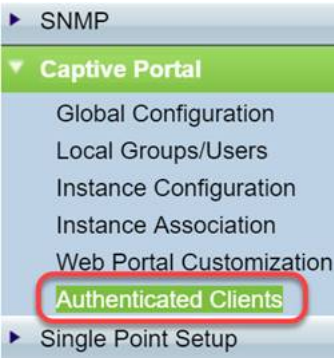 SNMP
Captive Portal
Global Configuration
Local Groups/Users
Instance Configuration
Instance Association
Web Portal Customization
Authenticated Clients
Single Point Setup